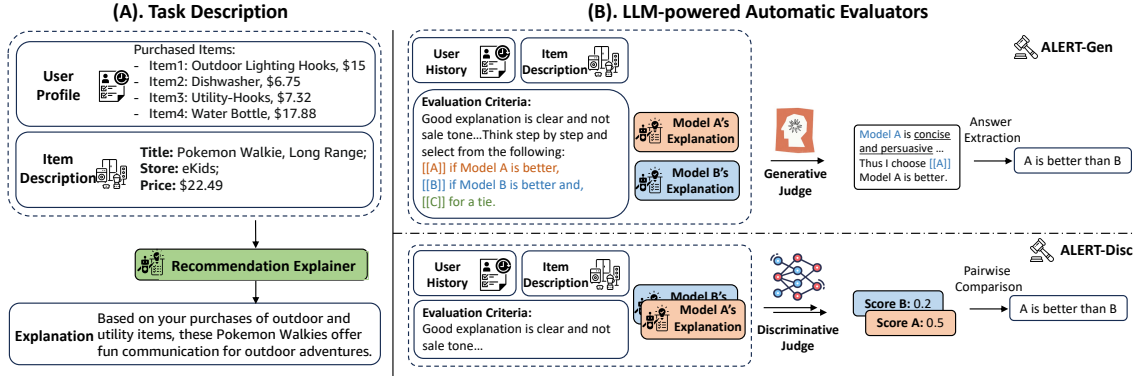 (A). Task Description
User
Profile
Purchased Items:
- Item1: Outdoor Lighting Hooks, $15
- Item2: Dishwasher, $6.75
- Item3: Utility-Hooks, $7.32
- Item4: Water Bottle, $17.88
Item
Description
Title: Pokemon Walkie, Long Range;
Store: eKids;
Price: $22.49
Recommendation Explainer
Explanation
Based on your purchases of outdoor and
utility items, these Pokemon Walkies offer
fun communication for outdoor adventures.
(B). LLM-powered Automatic Evaluators
User
History
Item
Description
ALERT-Gen
Evaluation Criteria:
Good explanation is clear and not
sale tone...Think step by step and
select from the following:
[[A]] if Model A is better,
[[B]] if Model B is better and,
[[C]] for a tie.
Model A's
Explanation
Model B's
Explanation
Generative
Judge
Model A is concise
and persuasive ...
Thus I choose [[A]]
Model A is better.
Answer
Extraction
A is better than B
User
History
Item
Description
ALERT-Disc
Evaluation Criteria:
Good explanation is clear and not
sale tone...
Model B's
Model A's
Explanation
Discriminative
Judge
Score B: 0.2
Score A: 0.5
Pairwise
Comparison
A is better than B